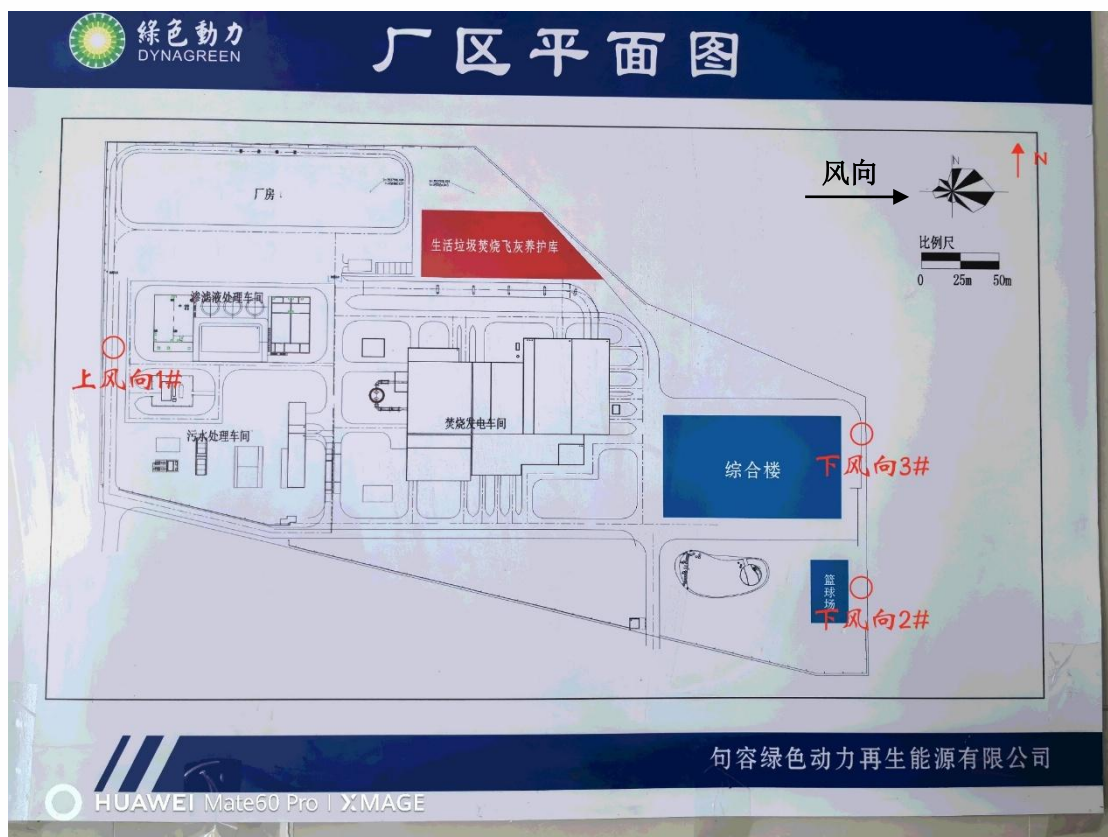 綠色動力
DYNAGREEN
厂区平面图
风向
N
N
厂房
生活垃圾焚烧飞灰养护库
比例尺
0 25m 50m
渗滤液处理车间
上风向1#
焚烧发电车间
污水处理车间
综合楼
下风向3#
篮球场
下风向2#
句容绿色动力再生能源有限公司
HUAWEI Mate60 Pro | XMAGE